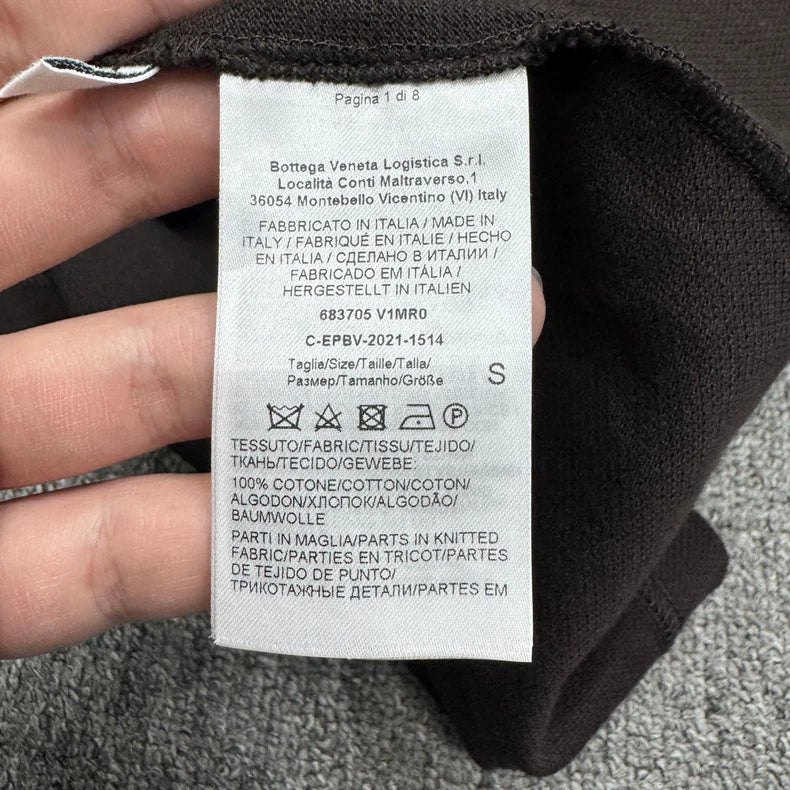 Pagina 1 di 8
Bottega Veneta Logistica S.r.l.
Località Conti Maltraverso,1
36054 Montebello Vicentino (VI) Italy
FABBRICATO IN ITALIA / MADE IN
ITALY / FABRIQUÉ EN ITALIE / HECHO
EN ITALIA / СДЕЛАНО В ИТАЛИИ /
FABRICADO EM ITÁLIA /
HERGESTELLT IN ITALIEN
683705 V1MR0
C-EPBV-2021-1514
Taglia/Size/Taille/Talla/
Размер/Tamanho/Größe
S
P
TESSUTO/FABRIC/TISSU/TEJIDO/
ТКАНЬ/TECIDO/GEWEBE:
100% COTONE/COTTON/COTON/
ALGODON/ХЛОПОК/ALGODÃO/
BAUMWOLLE
PARTI IN MAGLIA/PARTS IN KNITTED
FABRIC/PARTIES EN TRICOT/PARTES
DE TEJIDO DE PUNTO/
ТРИКОТАЖНЫЕ ДЕТАЛИ/PARTES EM